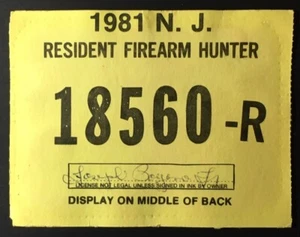 1981 N. J.
RESIDENT FIREARM HUNTER
18560-R
Joseph
LICENSE NOT LEGAL UNLESS SIGNED IN INK BY OWNER
DISPLAY ON MIDDLE OF BACK